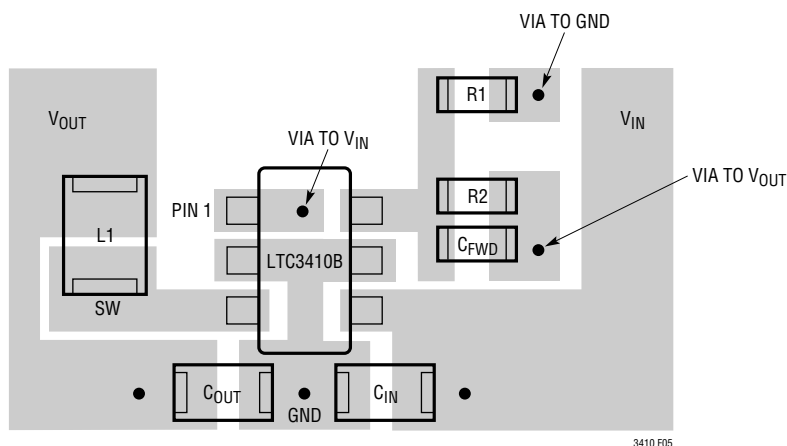 VIA TO GND
R1
VOUT
VIN
VIA TO VIN
VIA TO VOUT
PIN 1
R2
L1
LTC3410B
CFWD
SW
COUT
GND
CIN
3410 F05